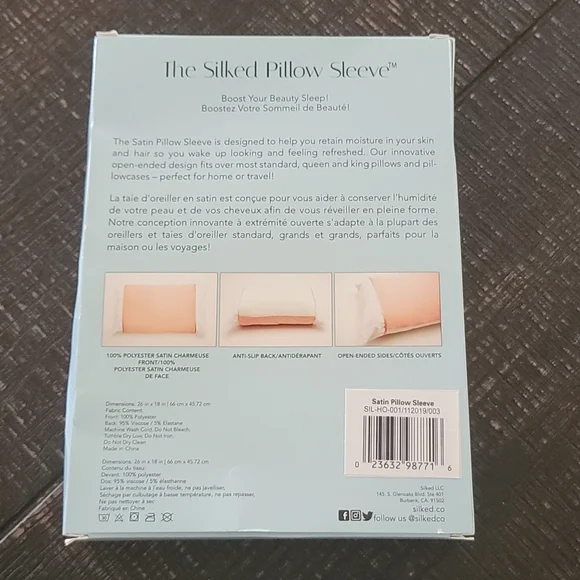 The Silked Pillow Sleeve™
Boost Your Beauty Sleep!
Boostez Votre Sommeil de Beauté!
The Satin Pillow Sleeve is designed to help you retain moisture in your skin
and hair so you wake up looking and feeling refreshed. Our innovative
open-ended design fits over most standard, queen and king pillows and pil-
lowcases – perfect for home or travel!
La taie d'oreiller en satin est conçue pour vous aider à conserver l'humidité
de votre peau et de vos cheveux afin de vous réveiller en pleine forme.
Notre conception innovante à extrémité ouverte s'adapte à la plupart des
oreillers et taies d'oreiller standard, grands et grands, parfaits pour la
maison ou les voyages!
100% POLYESTER SATIN CHARMEUSE
FRONT/100%
POLYESTER SATIN CHARMEUSE
DE FACE
ANTI-SLIP BACK/ANTIDÉRAPANT
OPEN-ENDED SIDES/CÔTÉS OUVERTS
Dimensions: 26 in x 18 in | 66 cm x 45.72 cm
Fabric Content:
Front: 100% Polyester
Back: 95% Viscose / 5% Elastane
Machine Wash Cold, Do Not Bleach,
Tumble Dry Low, Do Not Iron,
Do Not Dry Clean
Made in China
Dimensions: 26 in x 18 in | 66 cm x 45.72 cm
Contenu du tissu:
Devant: 100% polyester
Dos: 95% viscose / 5% élasthanne
Lever à la machine à l'eau froide, ne pas javelliser,
Séchage par culbutage à basse température, ne pas repasser,
Ne pas nettoyer à sec
Fabriqué en Chine
Satin Pillow Sleeve
SIL-HO-001/112019/003
0 23632 98771 6
Silked LLC
145. S. Glenoaks Blvd. Ste 401
Burbank, CA. 91502
silked.co
follow us @silkedco